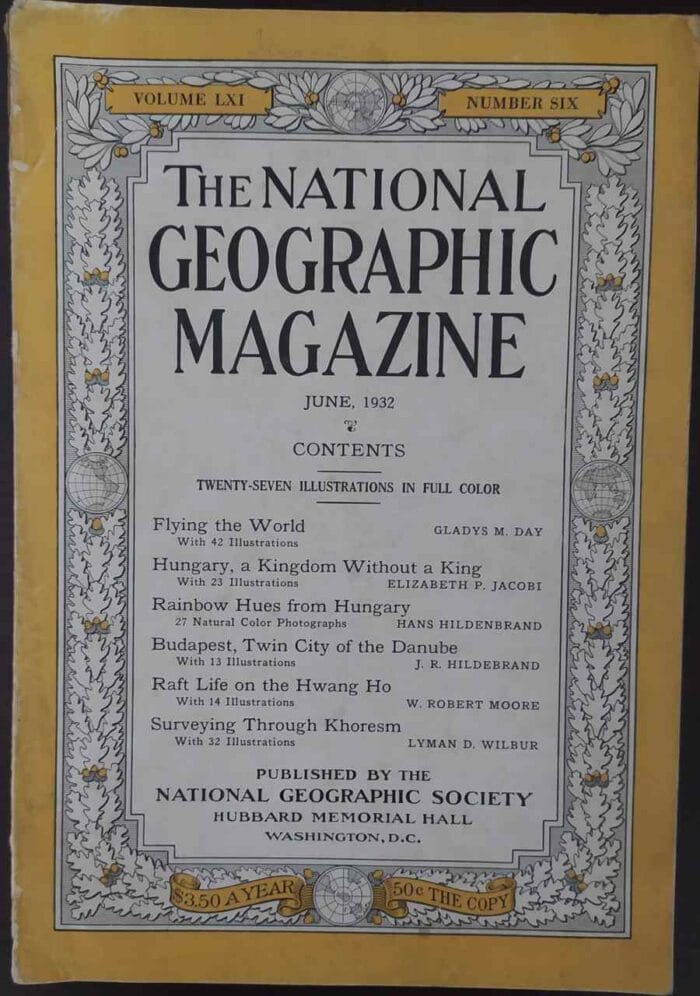 VOLUME LXI
NUMBER SIX
THE NATIONAL
GEOGRAPHIC
MAGAZINE
JUNE, 1932
CONTENTS
TWENTY-SEVEN ILLUSTRATIONS IN FULL COLOR
Flying the World
With 42 Illustrations GLADYS M. DAY
Hungary, a Kingdom Without a King
With 23 Illustrations ELIZABETH P. JACOBI
Rainbow Hues from Hungary
27 Natural Color Photographs HANS HILDENBRAND
Budapest, Twin City of the Danube
With 13 Illustrations J. R. HILDEBRAND
Raft Life on the Hwang Ho
With 14 Illustrations W. ROBERT MOORE
Surveying Through Khoresm
With 32 Illustrations LYMAN D. WILBUR
PUBLISHED BY THE
NATIONAL GEOGRAPHIC SOCIETY
HUBBARD MEMORIAL HALL
WASHINGTON, D.C.
$3.50 A YEAR
50c THE COPY